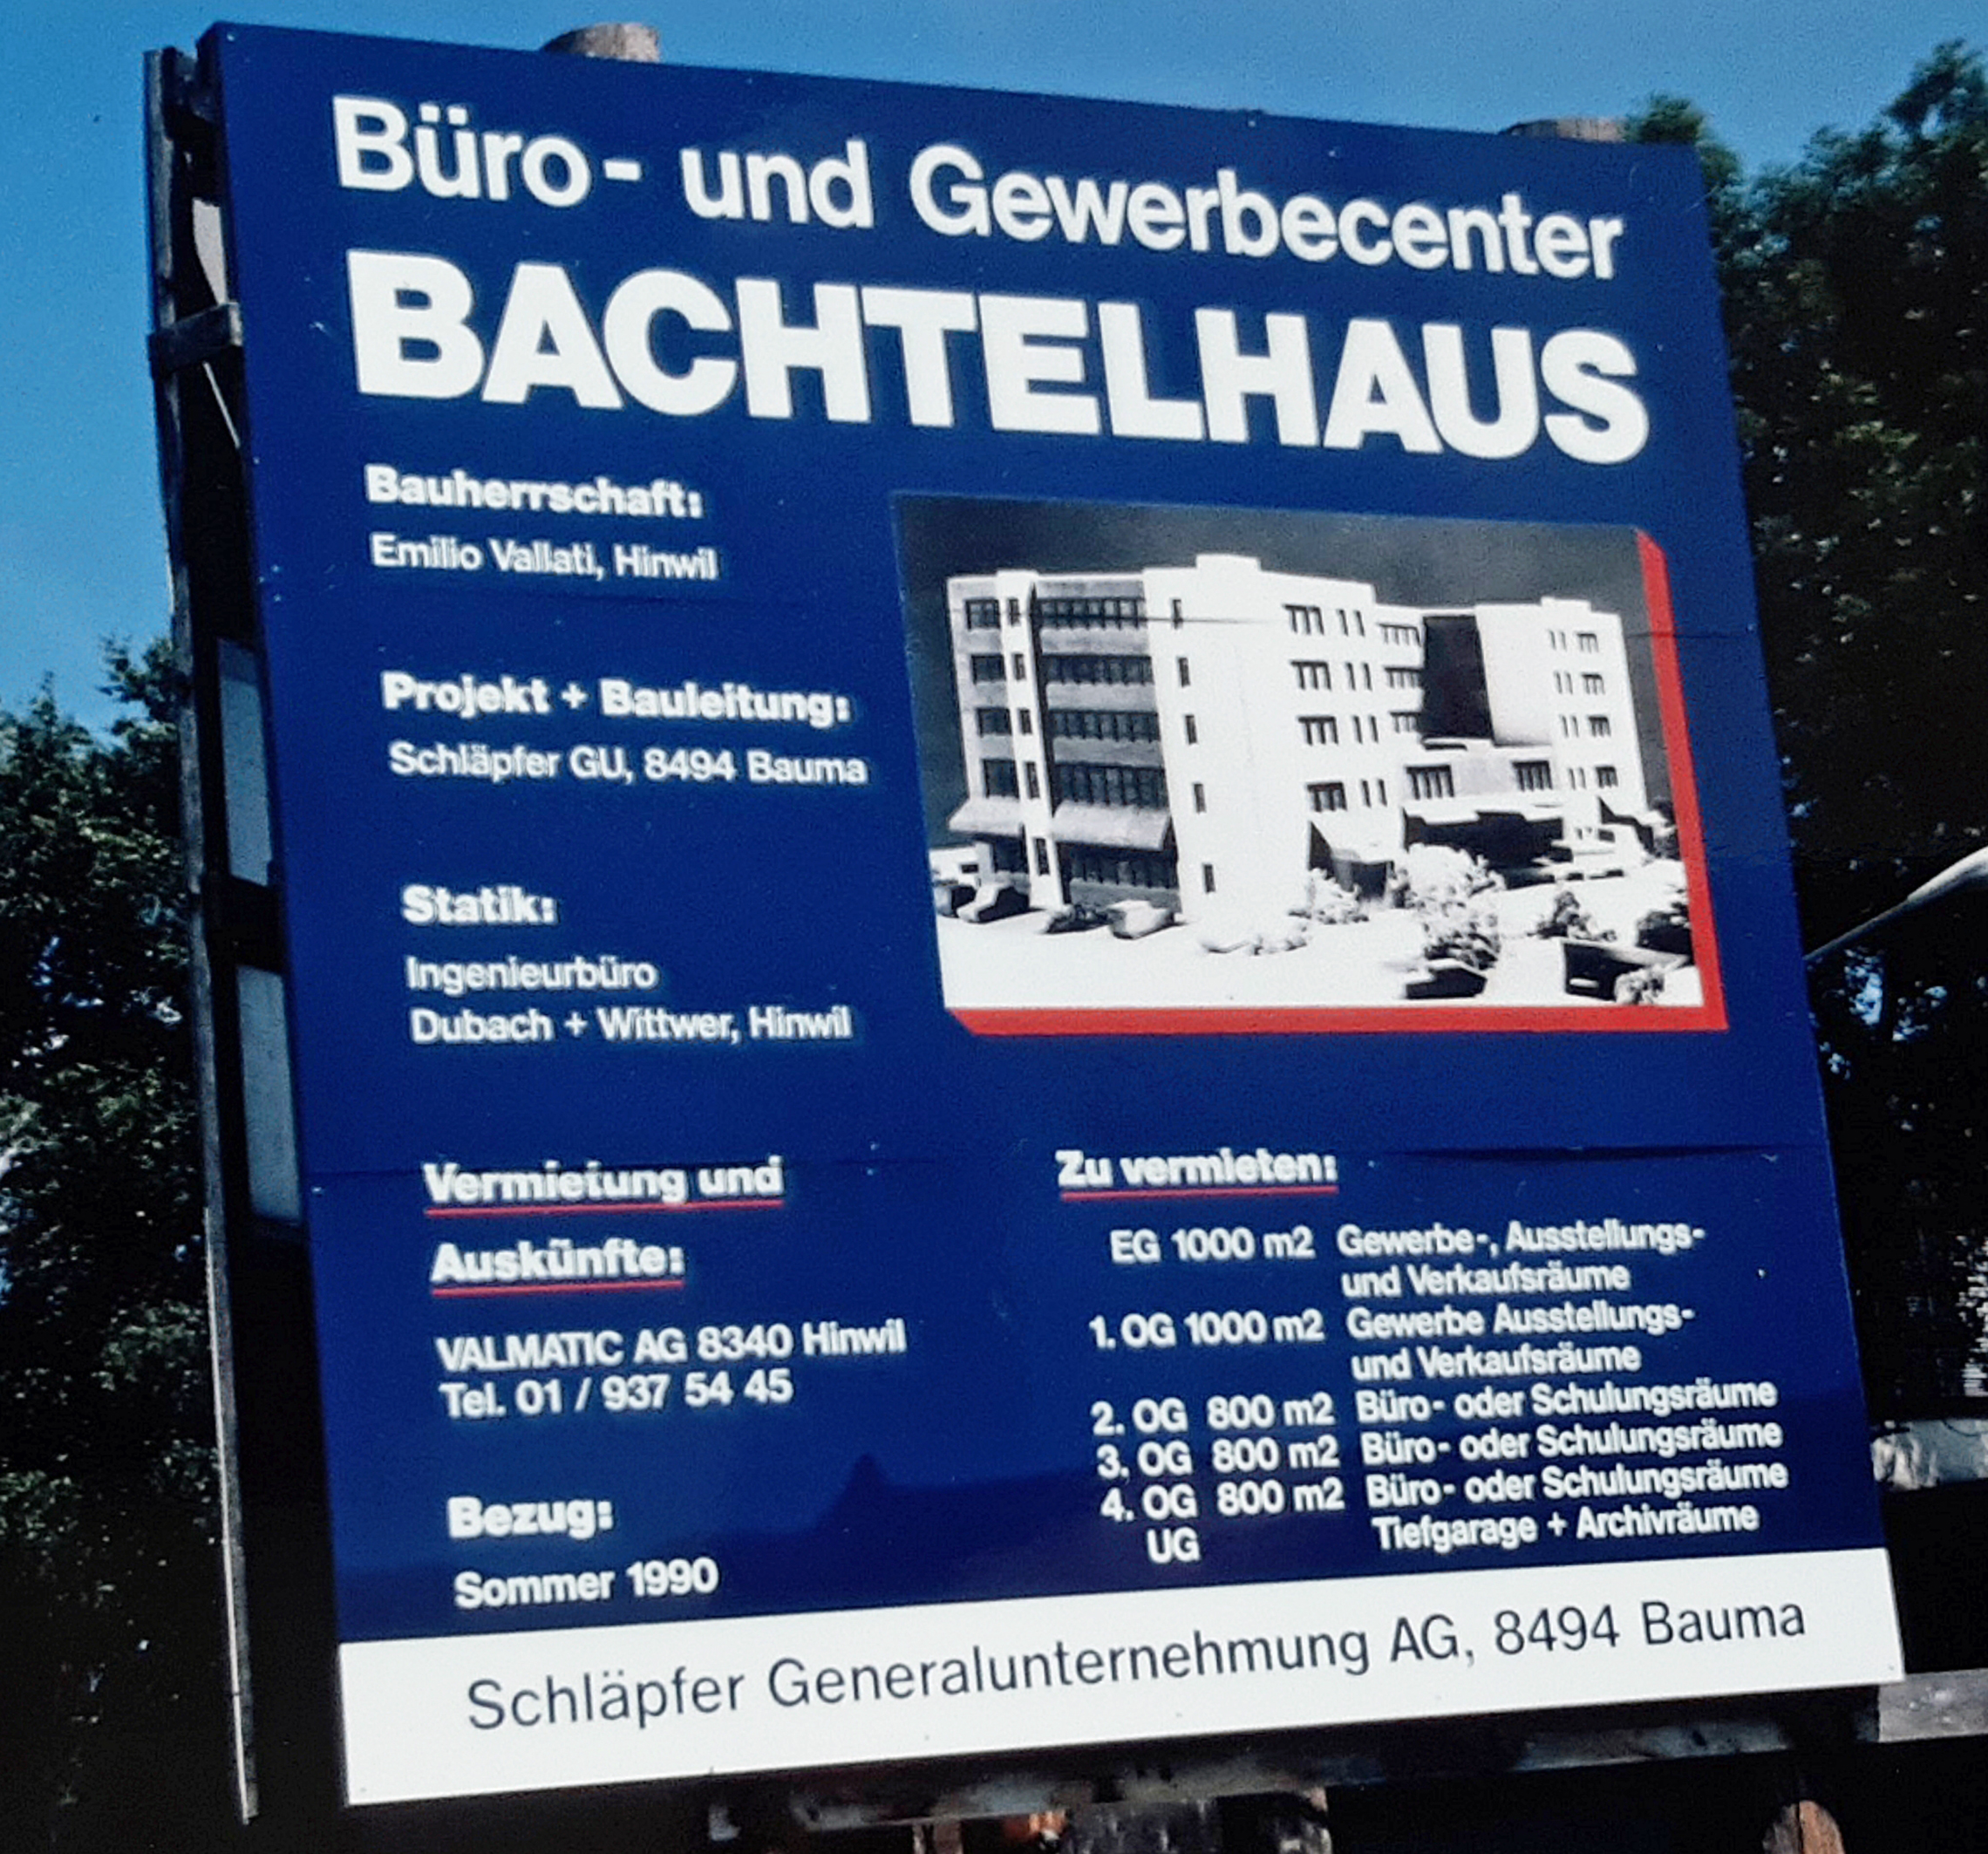 Büro- und Gewerbecenter
BACHTELHAUS
Bauherrschaft:
Emilio Vallati, Hinwil
Projekt + Bauleitung:
Schläpfer GU, 8494 Bauma
Statik:
Ingenieurbüro
Dubach + Wittwer, Hinwil
Vermietung und
Auskünfte:
VALMATIC AG 8340 Hinwil
Tel. 01 / 937 54 45
Bezug:
Sommer 1990
Zu vermieten:
EG 1000 m2 Gewerbe-, Ausstellungs-
und Verkaufsräume
1. OG 1000 m2 Gewerbe Ausstellungs-
und Verkaufsräume
2. OG 800 m2 Büro- oder Schulungsräume
3. OG 800 m2 Büro- oder Schulungsräume
4. OG 800 m2 Büro- oder Schulungsräume
UG Tiefgarage + Archivräume
Schläpfer Generalunternehmung AG, 8494 Bauma